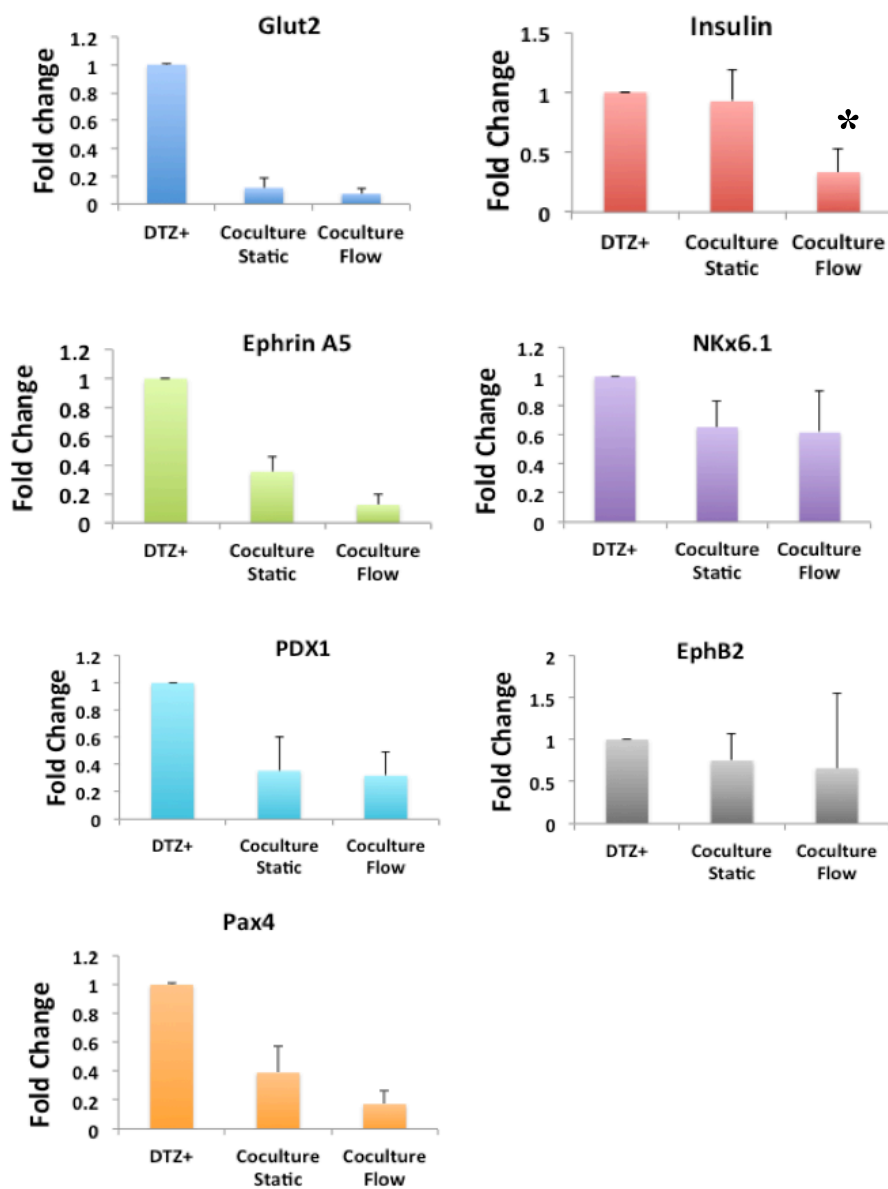 Glut2
Fold change
1.2
1
0.8
0.6
0.4
0.2
0
DTZ+
Coculture
Static
Coculture
Flow
Insulin
Fold Change
1.5
1
0.5
0
*
DTZ+
Coculture
Static
Coculture
Flow
Ephrin A5
Fold Change
1.2
1
0.8
0.6
0.4
0.2
0
DTZ+
Coculture
Static
Coculture
Flow
NKx6.1
Fold Change
1.2
1
0.8
0.6
0.4
0.2
0
DTZ+
Coculture
Static
Coculture
Flow
PDX1
Fold Change
1.2
1
0.8
0.6
0.4
0.2
0
DTZ+
Coculture
Static
Coculture
Flow
EphB2
Fold Change
2
1.5
1
0.5
0
DTZ+
Coculture
Static
Coculture
Flow
Pax4
Fold Change
1.2
1
0.8
0.6
0.4
0.2
0
DTZ+
Coculture
Static
Coculture
Flow